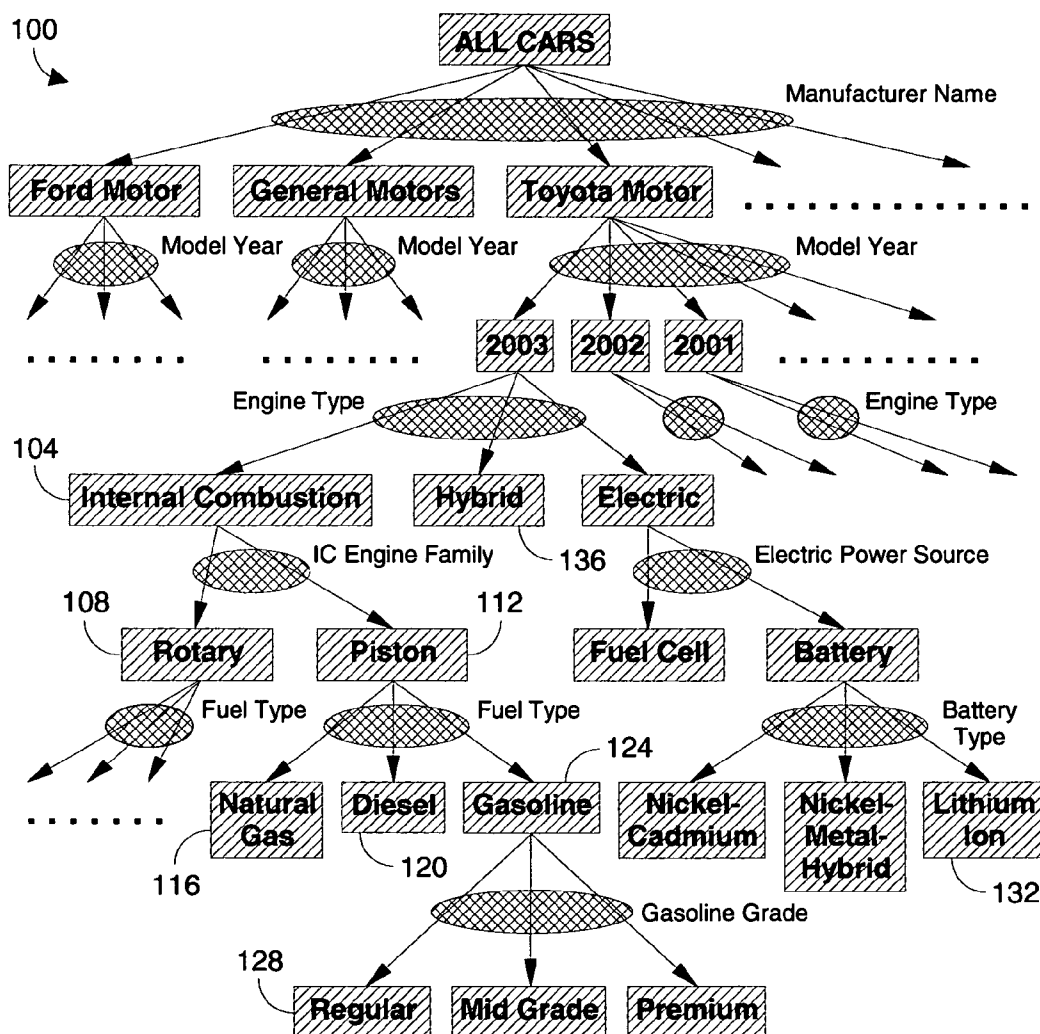 100
ALL CARS
Manufacturer Name
Ford Motor
General Motors
Toyota Motor
Model Year
Model Year
Model Year
2003
2002
2001
Engine Type
Engine Type
104
Internal Combustion
Hybrid
Electric
136
IC Engine Family
Electric Power Source
108
112
Rotary
Piston
Fuel Cell
Battery
Fuel Type
Fuel Type
Battery
Type
124
Natural
Gas
Diesel
Gasoline
Nickel-
Cadmium
Nickel-
Metal-
Hybrid
Lithium
Ion
116
120
132
Gasoline Grade
128
Regular
Mid Grade
Premium